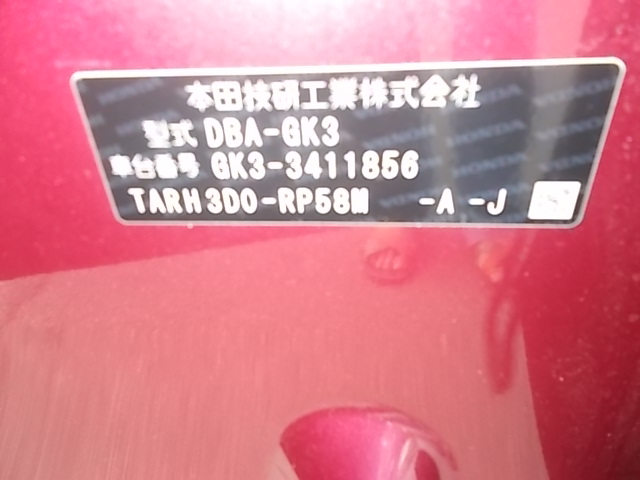 本田技研工業株式会社
型式 DBA-GK3
車台番号 GK3-3411856
TARH3D0-RP58M -A -J